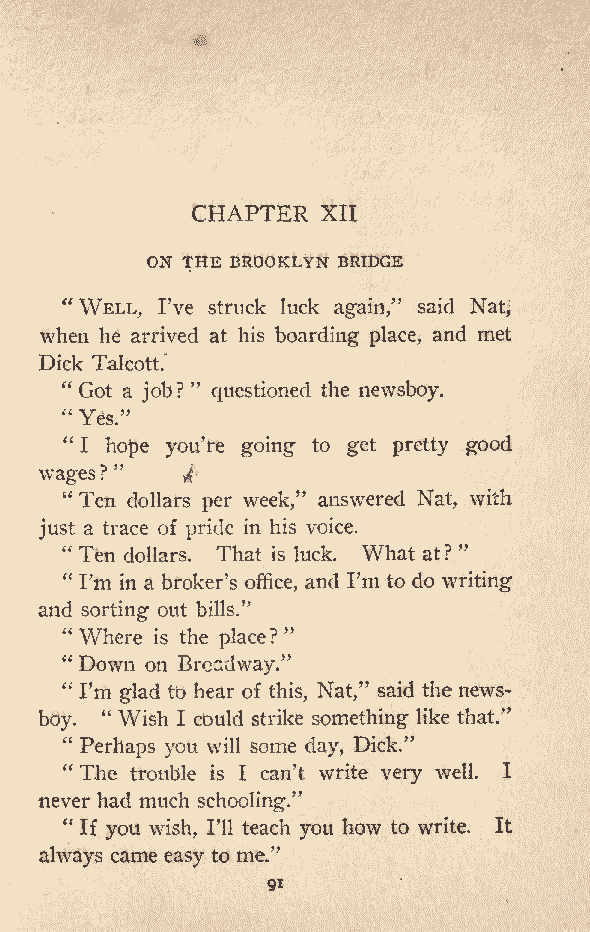 CHAPTER XII
ON THE BROOKLYN BRIDGE
"WELL, I've struck luck again," said Nat,
when he arrived at his boarding place, and met
Dick Talcott.
"Got a job?" questioned the newsboy.
"Yes."
"I hope you're going to get pretty good
wages?"
"Ten dollars per week," answered Nat, with
just a trace of pride in his voice.
"Ten dollars. That is luck. What at?"
"I'm in a broker's office, and I'm to do writing
and sorting out bills."
"Where is the place?"
"Down on Broadway."
"I'm glad to hear of this, Nat," said the news-
boy. "Wish I could strike something like that."
"Perhaps you will some day, Dick."
"The trouble is I can't write very well. I
never had much schooling."
"If you wish, I'll teach you how to write. It
always came easy to me."
91